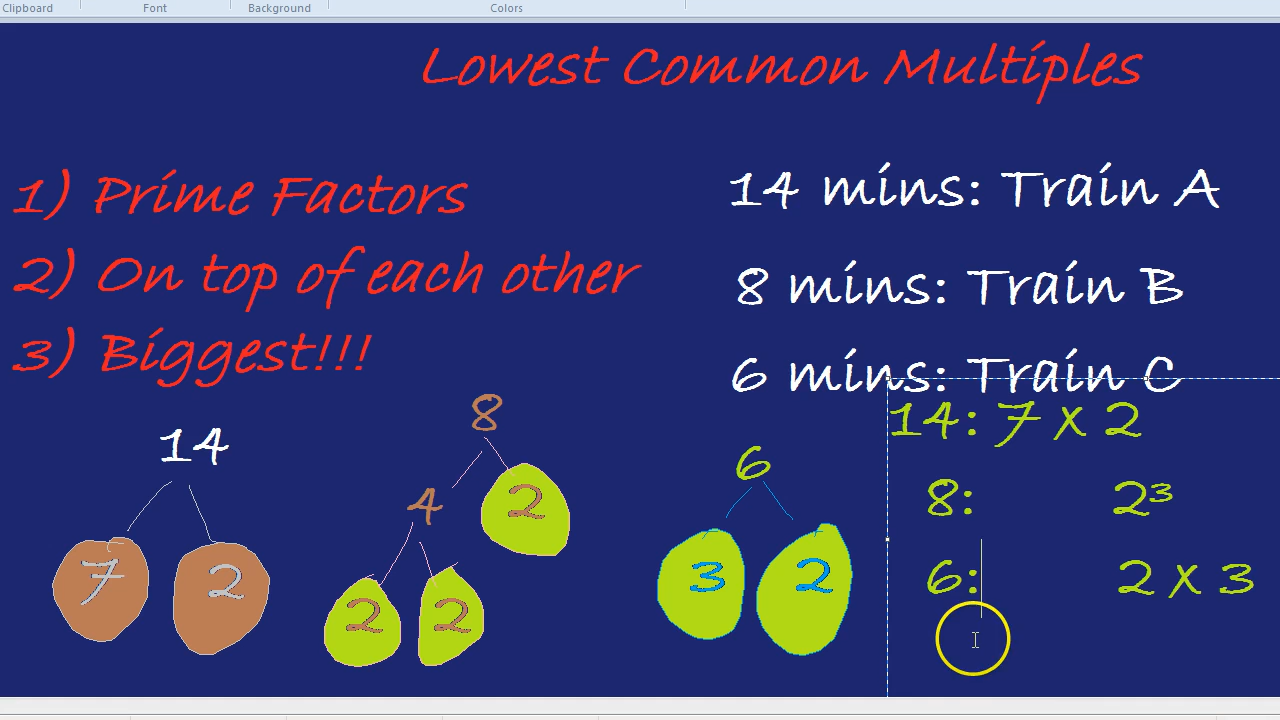 Clipboard Font Background Colors
Lowest Common Multiples
1) Prime Factors
2) On top of each other
3) Biggest!!!
14 mins: Train A
8 mins: Train B
6 mins: Train C
14
7 2
8
4 2
2 2
6
3 2
14: 7 X 2
8: 2³
6: 2 X 3